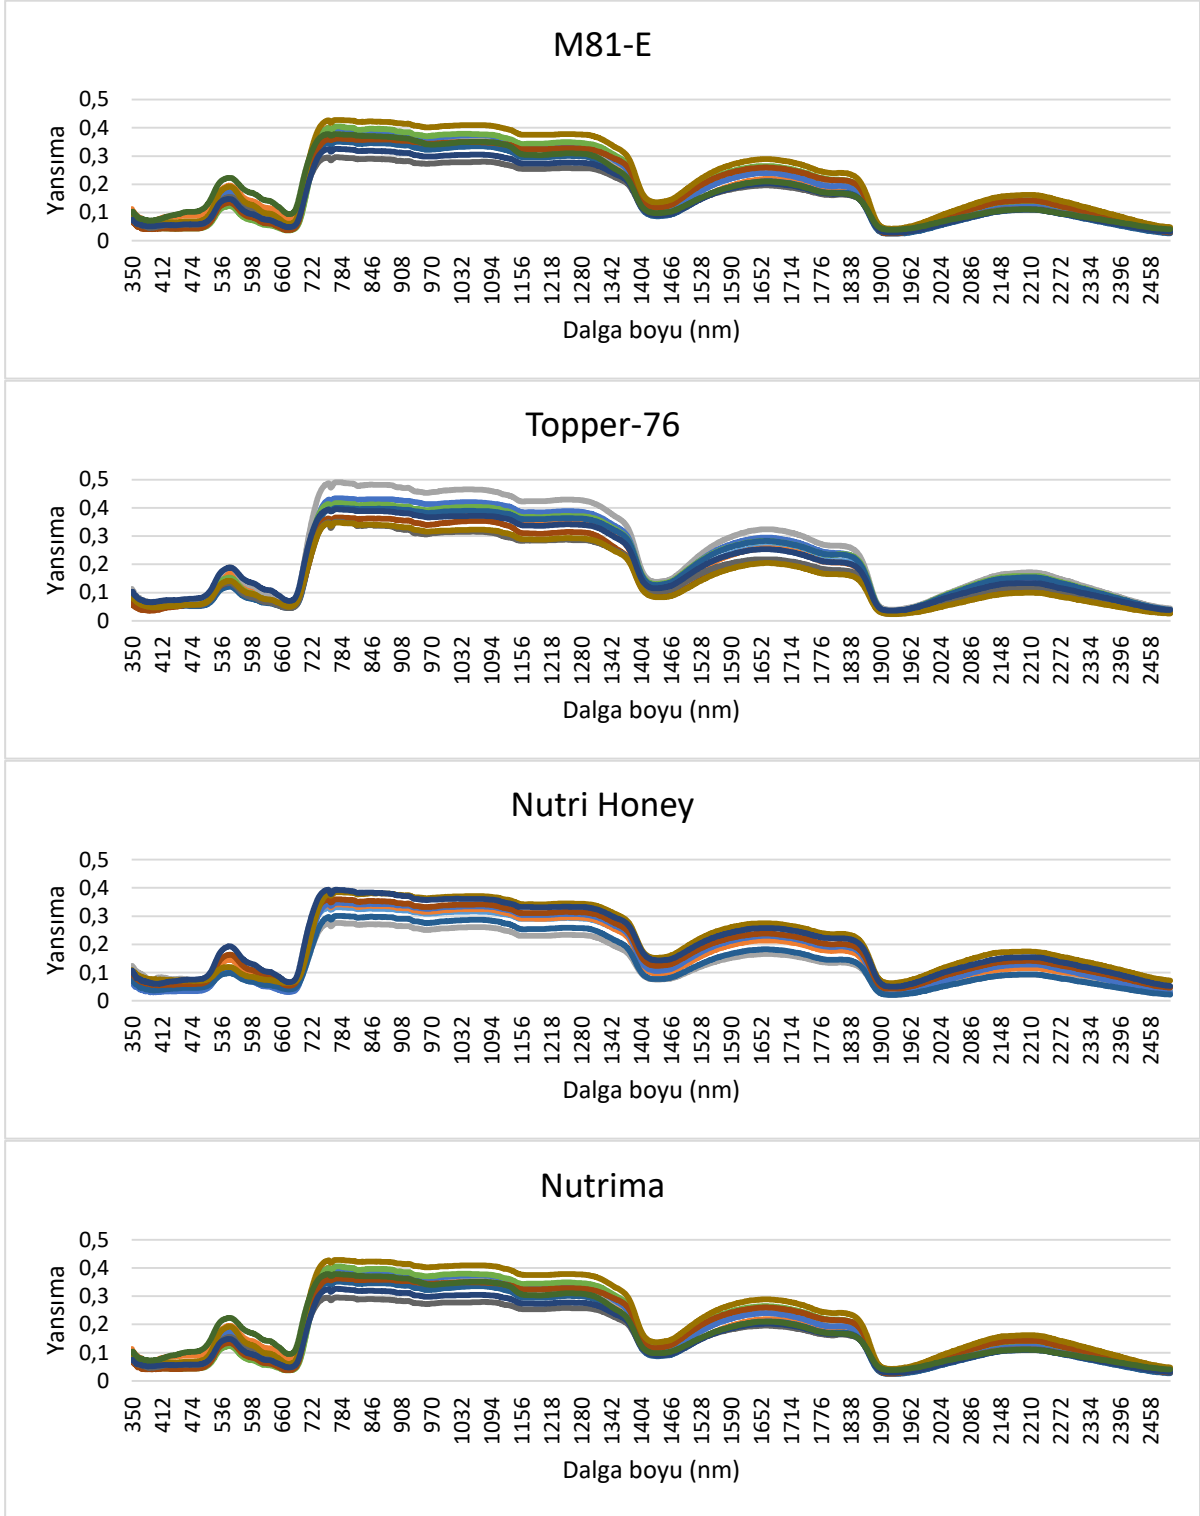 M81-E
0,5
0,4
0,3
0,2
0,1
0
Yansıma
350 412 474 536 598 660 722 784 846 908 970 1032 1094 1156 1218 1280 1342 1404 1466 1528 1590 1652 1714 1776 1838 1900 1962 2024 2086 2148 2210 2272 2334 2396 2458
Dalga boyu (nm)
Topper-76
0,5
0,4
0,3
0,2
0,1
0
Yansıma
350 412 474 536 598 660 722 784 846 908 970 1032 1094 1156 1218 1280 1342 1404 1466 1528 1590 1652 1714 1776 1838 1900 1962 2024 2086 2148 2210 2272 2334 2396 2458
Dalga boyu (nm)
Nutri Honey
0,5
0,4
0,3
0,2
0,1
0
Yansıma
350 412 474 536 598 660 722 784 846 908 970 1032 1094 1156 1218 1280 1342 1404 1466 1528 1590 1652 1714 1776 1838 1900 1962 2024 2086 2148 2210 2272 2334 2396 2458
Dalga boyu (nm)
Nutrima
0,5
0,4
0,3
0,2
0,1
0
Yansıma
350 412 474 536 598 660 722 784 846 908 970 1032 1094 1156 1218 1280 1342 1404 1466 1528 1590 1652 1714 1776 1838 1900 1962 2024 2086 2148 2210 2272 2334 2396 2458
Dalga boyu (nm)